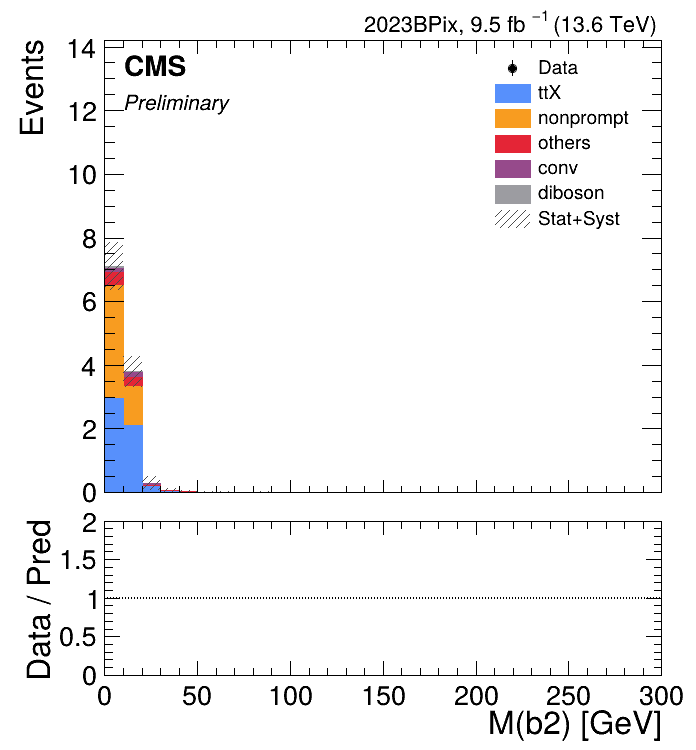 2023BPix, 9.5 fb⁻¹ (13.6 TeV)
CMS
Preliminary
Data
ttX
nonprompt
others
conv
diboson
Stat+Syst
Events
14
12
10
8
6
4
2
0
Data / Pred
2
1.5
1
0.5
0
0 50 100 150 200 250 300
M(b2) [GeV]